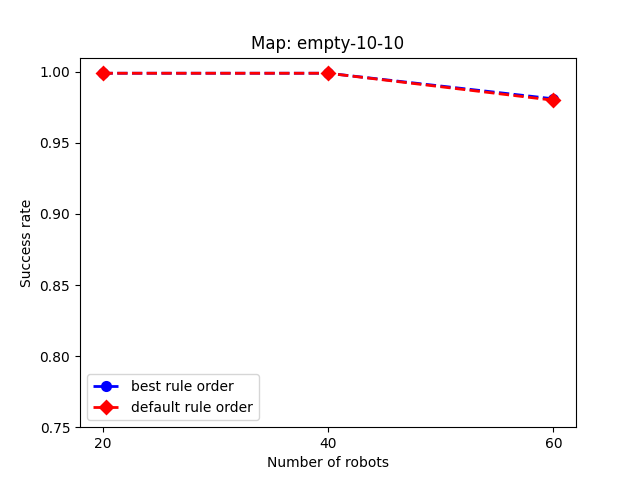 Map: empty-10-10
1.00
0.95
0.90
0.85
0.80
0.75
Success rate
best rule order
default rule order
20 40 60
Number of robots